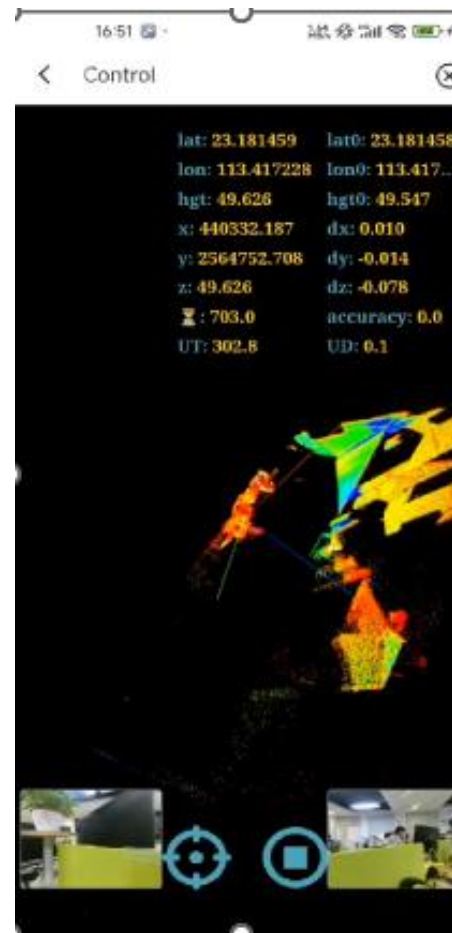 16:51
Control
lat: 23.181459 lat0: 23.181458
lon: 113.417228 lon0: 113.417...
hgt: 49.626 hgt0: 49.547
x: 440332.187 dx: 0.010
y: 2564752.708 dy: -0.014
z: 49.626 dz: -0.078
⌛: 703.0 accuracy: 0.0
UT: 302.8 UD: 0.1